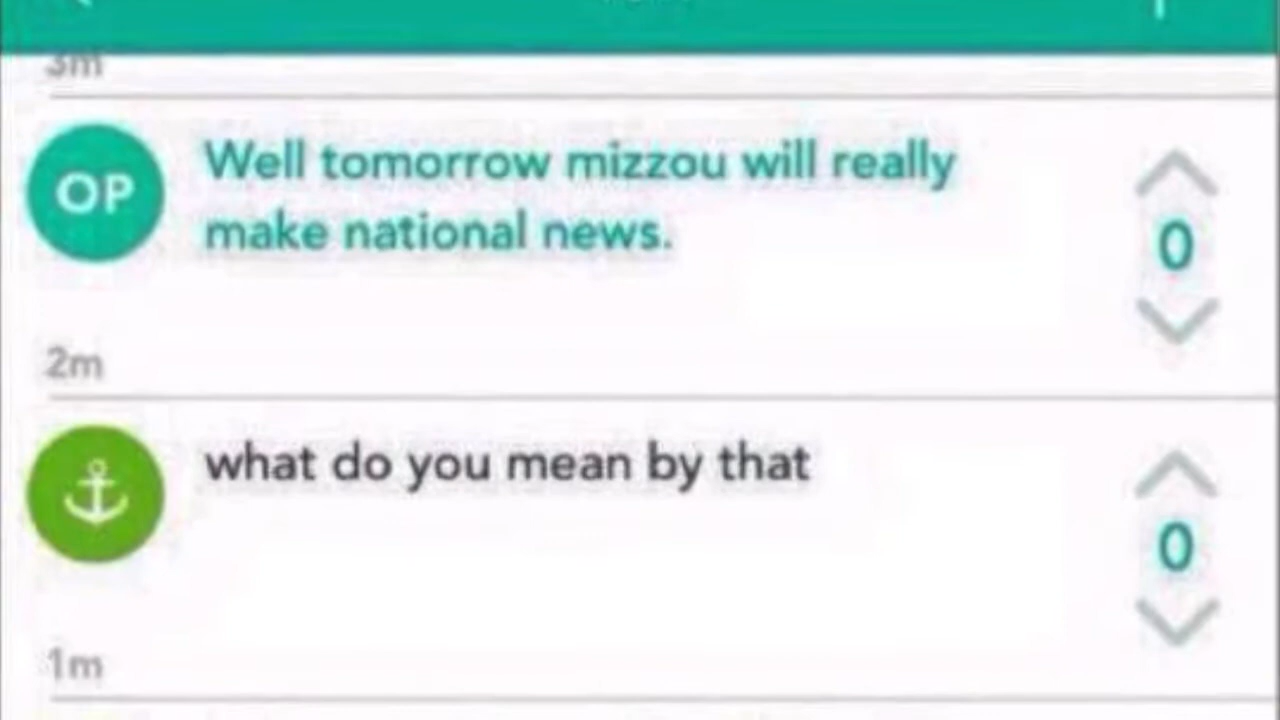 3m
OP
Well tomorrow mizzou will really
make national news.
0
2m
what do you mean by that
0
1m